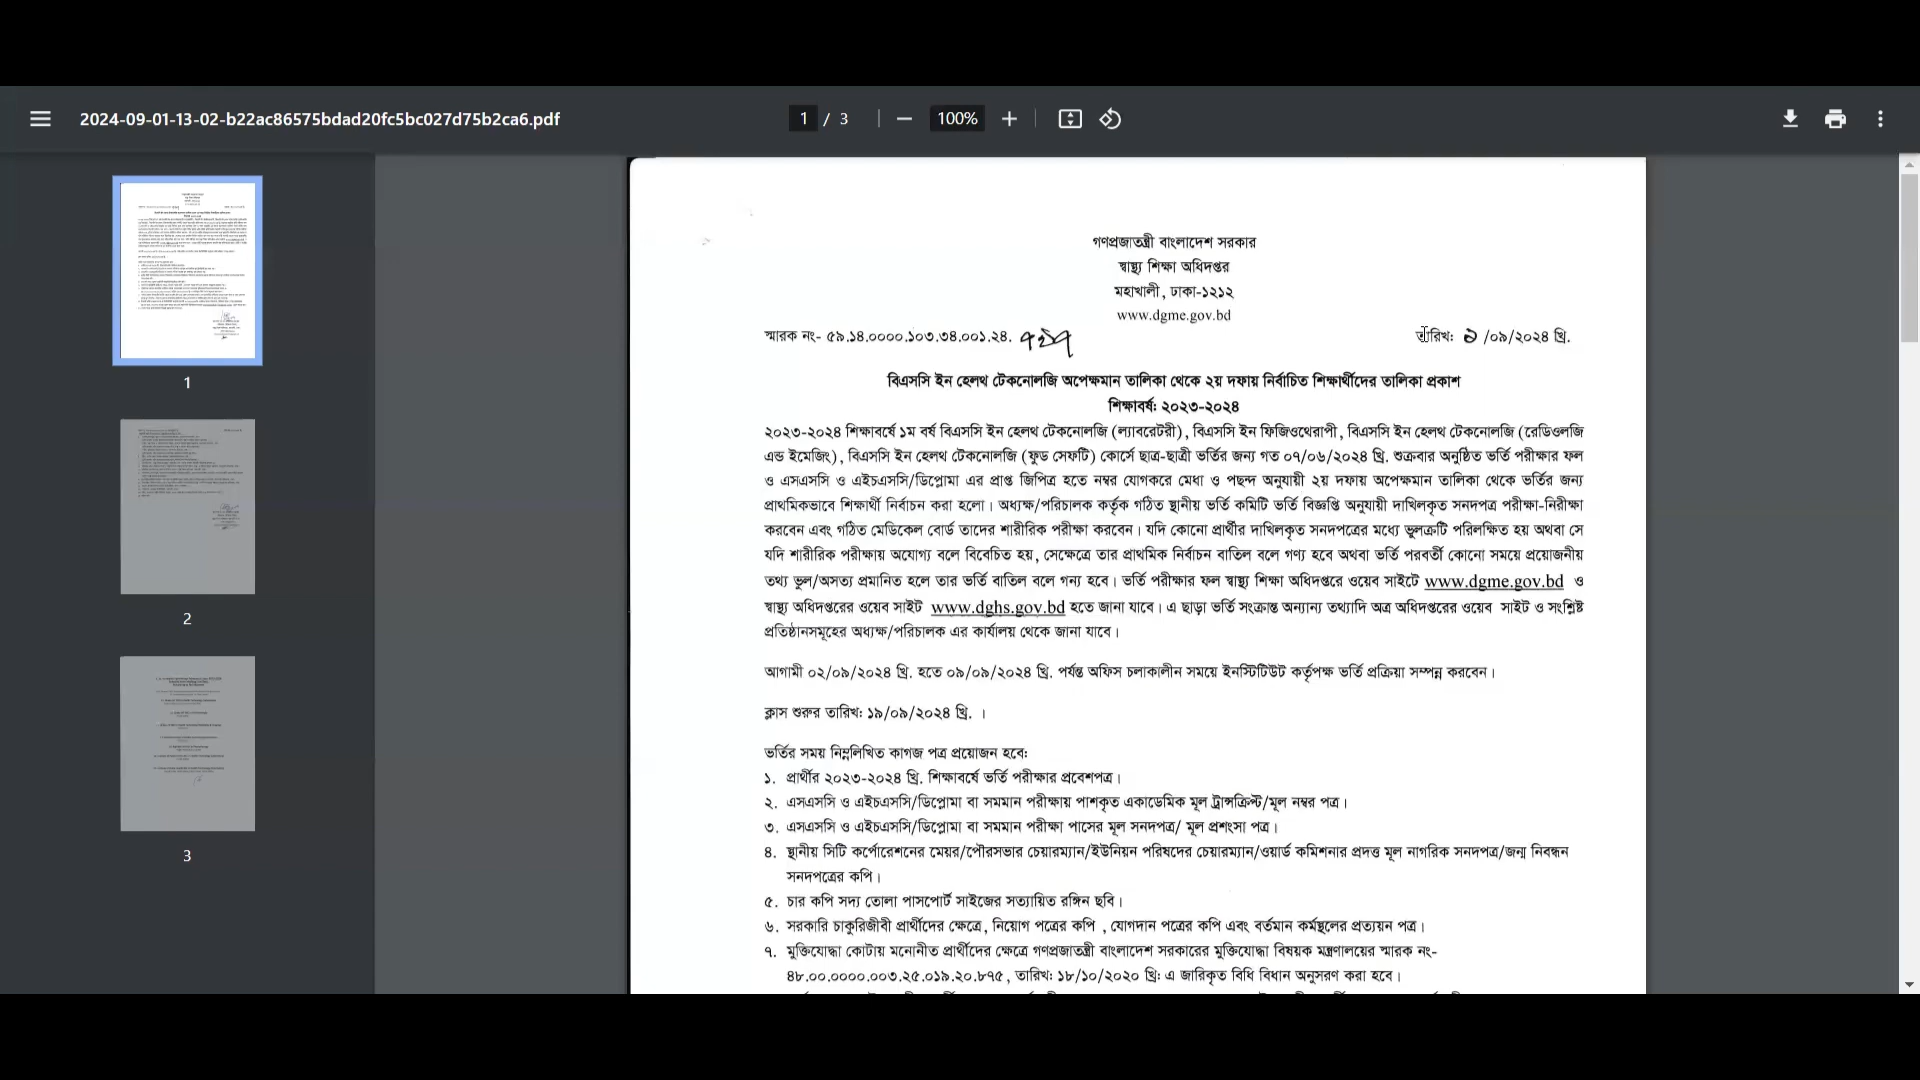 2024-09-01-13-02-b22ac86575bdad20fc5bc027d75b2ca6.pdf
1 / 3
100%
গণপ্রজাতন্ত্রী বাংলাদেশ সরকার
স্বাস্থ্য শিক্ষা অধিদপ্তর
মহাখালী, ঢাকা-১২১২
www.dgme.gov.bd
স্মারক নং- ৫৯.১৪.০০০০.১০৩.৩৪.০০১.২৪. তারিখ: ১ /০৯/২০২৪ খ্রি.
বিএসসি ইন হেলথ টেকনোলজি অপেক্ষমান তালিকা থেকে ২য় দফায় নির্বাচিত শিক্ষার্থীদের তালিকা প্রকাশ
শিক্ষাবর্ষ: ২০২৩-২০২৪
২০২৩-২০২৪ শিক্ষাবর্ষে ১ম বর্ষ বিএসসি ইন হেলথ টেকনোলজি (ল্যাবরেটরী), বিএসসি ইন ফিজিওথেরাপী, বিএসসি ইন হেলথ টেকনোলজি (রেডিওলজি
এন্ড ইমেজিং), বিএসসি ইন হেলথ টেকনোলজি (ফুড সেফটি) কোর্সে ছাত্র-ছাত্রী ভর্তির জন্য গত ০৭/০৬/২০২৪ খ্রি. শুক্রবার অনুষ্ঠিত ভর্তি পরীক্ষার ফল
ও এসএসসি ও এইচএসসি/ডিপ্লোমা এর প্রাপ্ত জিপিত্র হতে নম্বর যোগকরে মেধা ও পছন্দ অনুযায়ী ২য় দফায় অপেক্ষমান তালিকা থেকে ভর্তির জন্য
প্রাথমিকভাবে শিক্ষার্থী নির্বাচন করা হলো। অধ্যক্ষ/পরিচালক কর্তৃক গঠিত স্থানীয় ভর্তি কমিটি ভর্তি বিজ্ঞপ্তি অনুযায়ী দাখিলকৃত সনদপত্র পরীক্ষা-নিরীক্ষা
করবেন এবং গঠিত মেডিকেল বোর্ড তাদের শারীরিক পরীক্ষা করবেন। যদি কোনো প্রার্থীর দাখিলকৃত সনদপত্রের মধ্যে ভুলত্রুটি পরিলক্ষিত হয় অথবা সে
যদি শারীরিক পরীক্ষায় অযোগ্য বলে বিবেচিত হয়, সেক্ষেত্রে তার প্রাথমিক নির্বাচন বাতিল বলে গণ্য হবে অথবা ভর্তি পরবর্তী কোনো সময়ে প্রয়োজনীয়
তথ্য ভুল/অসত্য প্রমানিত হলে তার ভর্তি বাতিল বলে গন্য হবে। ভর্তি পরীক্ষার ফল স্বাস্থ্য শিক্ষা অধিদপ্তরে ওয়েব সাইটে www.dgme.gov.bd ও
স্বাস্থ্য অধিদপ্তরের ওয়েব সাইট www.dghs.gov.bd হতে জানা যাবে। এ ছাড়া ভর্তি সংক্রান্ত অন্যান্য তথ্যাদি অত্র অধিদপ্তরের ওয়েব সাইট ও সংশ্লিষ্ট
প্রতিষ্ঠানসমূহের অধ্যক্ষ/পরিচালক এর কার্যালয় থেকে জানা যাবে।
আগামী ০২/০৯/২০২৪ খ্রি. হতে ০৯/০৯/২০২৪ খ্রি. পর্যন্ত অফিস চলাকালীন সময়ে ইনস্টিটিউট কর্তৃপক্ষ ভর্তি প্রক্রিয়া সম্পন্ন করবেন।
ক্লাস শুরুর তারিখ: ১৯/০৯/২০২৪ খ্রি. ।
ভর্তির সময় নিম্নলিখিত কাগজ পত্র প্রয়োজন হবে:
১. প্রার্থীর ২০২৩-২০২৪ খ্রি. শিক্ষাবর্ষে ভর্তি পরীক্ষার প্রবেশপত্র।
২. এসএসসি ও এইচএসসি/ডিপ্লোমা বা সমমান পরীক্ষায় পাশকৃত একাডেমিক মূল ট্রান্সক্রিপ্ট/মূল নম্বর পত্র।
৩. এসএসসি ও এইচএসসি/ডিপ্লোমা বা সমমান পরীক্ষা পাসের মূল সনদপত্র/ মূল প্রশংসা পত্র।
৪. স্থানীয় সিটি কর্পোরেশনের মেয়র/পৌরসভার চেয়ারম্যান/ইউনিয়ন পরিষদের চেয়ারম্যান/ওয়ার্ড কমিশনার প্রদত্ত মূল নাগরিক সনদপত্র/জন্ম নিবন্ধন
সনদপত্রের কপি।
৫. চার কপি সদ্য তোলা পাসপোর্ট সাইজের সত্যায়িত রঙ্গিন ছবি।
৬. সরকারি চাকুরিজীবী প্রার্থীদের ক্ষেত্রে, নিয়োগ পত্রের কপি , যোগদান পত্রের কপি এবং বর্তমান কর্মস্থলের প্রত্যয়ন পত্র।
৭. মুক্তিযোদ্ধা কোটায় মনোনীত প্রার্থীদের ক্ষেত্রে গণপ্রজাতন্ত্রী বাংলাদেশ সরকারের মুক্তিযোদ্ধা বিষয়ক মন্ত্রণালয়ের স্মারক নং-
৪৮.০০.০০০০.০০৩.২৫.০১৯.২০.৮৭৫, তারিখ: ১৮/১০/২০২০ খ্রি: এ জারিকৃত বিধি বিধান অনুসরণ করা হবে।
1
2
3